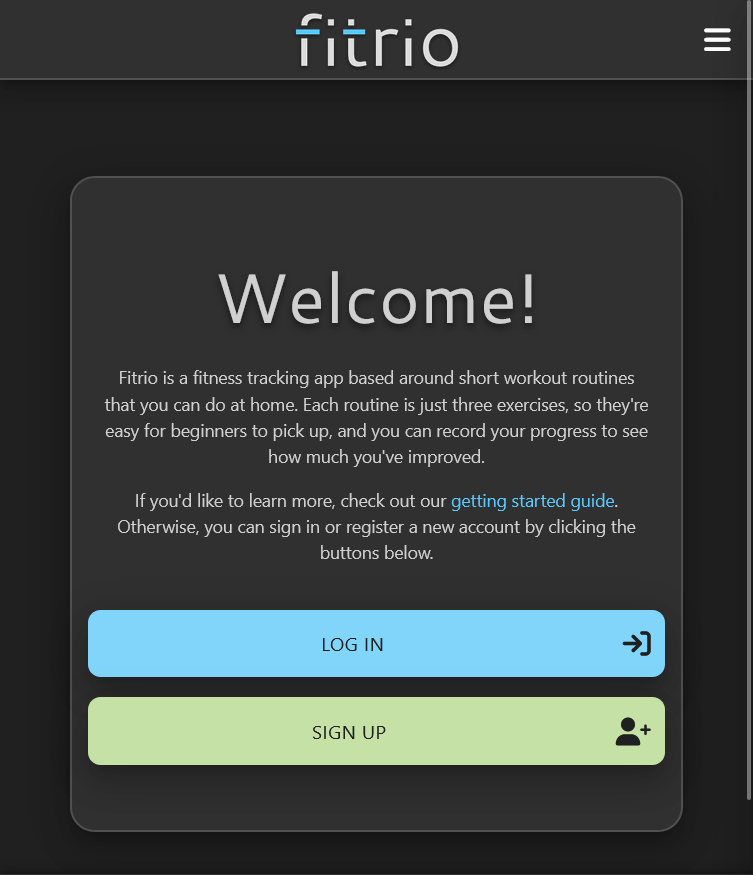 fitrio
Welcome!
Fitrio is a fitness tracking app based around short workout routines
that you can do at home. Each routine is just three exercises, so they're
easy for beginners to pick up, and you can record your progress to see
how much you've improved.
If you'd like to learn more, check out our getting started guide.
Otherwise, you can sign in or register a new account by clicking the
buttons below.
LOG IN
SIGN UP